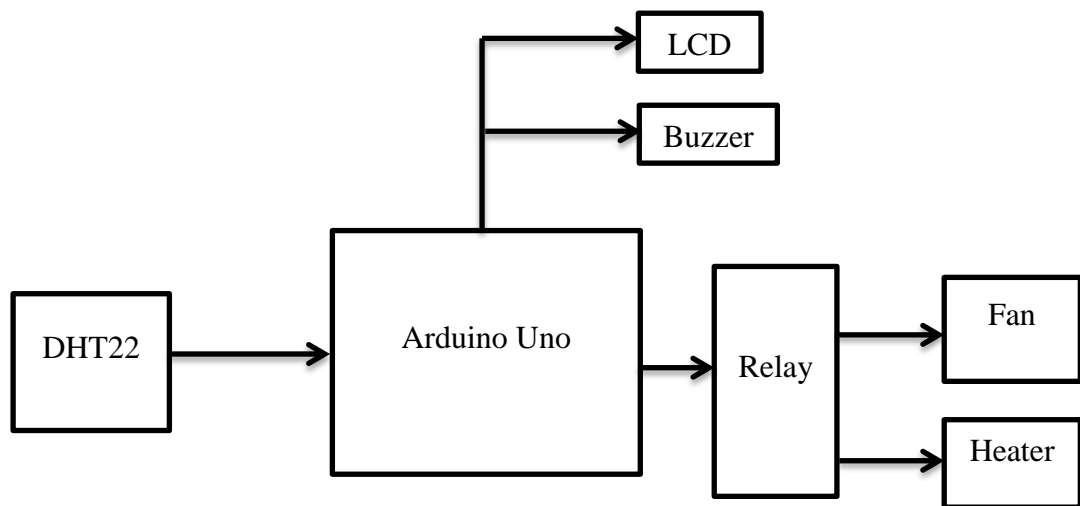 LCD
Buzzer
DHT22
Arduino Uno
Relay
Fan
Heater